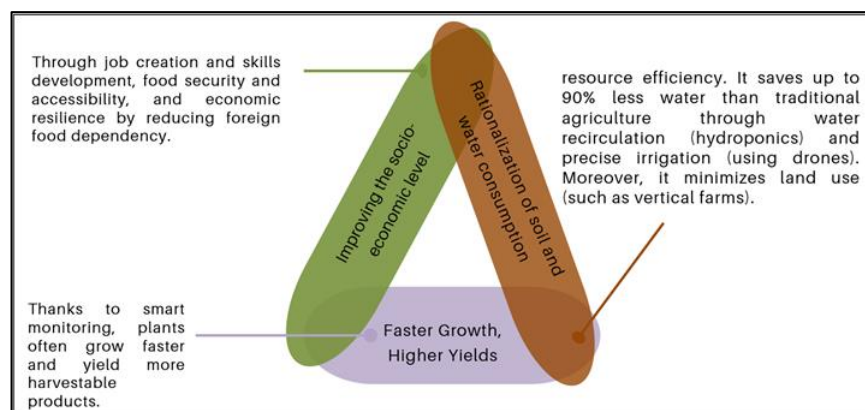 Through job creation and skills
development, food security and
accessibility, and economic
resilience by reducing foreign
food dependency.
Improving the socio-
economic level
Rationalization of soil and
water consumption
resource efficiency. It saves up to
90% less water than traditional
agriculture through water
recirculation (hydroponics) and
precise irrigation (using drones).
Moreover, it minimizes land use
(such as vertical farms).
Thanks to smart
monitoring, plants
often grow faster
and yield more
harvestable
products.
Faster Growth,
Higher Yields